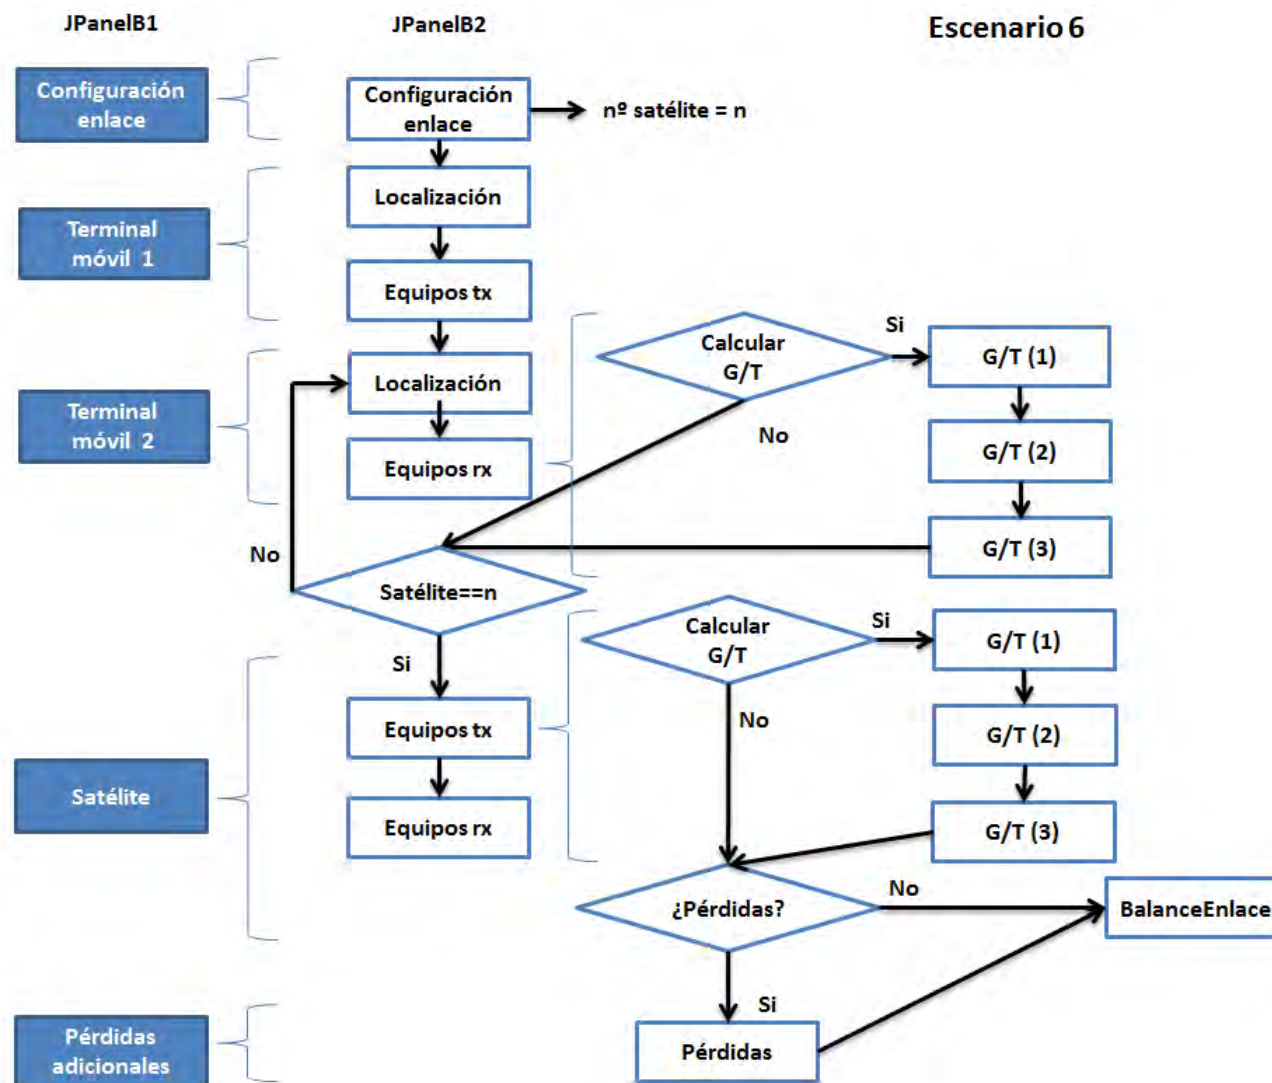 JPanelB1
JPanelB2
Escenario 6
Configuración
enlace
Configuración
enlace
nº satélite = n
Terminal
móvil 1
Localización
Equipos tx
Terminal
móvil 2
Localización
Equipos rx
Calcular
G/T
Si
No
G/T (1)
G/T (2)
G/T (3)
No
Satélite==n
Si
Calcular
G/T
Si
No
G/T (1)
G/T (2)
G/T (3)
Satélite
Equipos tx
Equipos rx
¿Pérdidas?
No
BalanceEnlace
Si
Pérdidas
adicionales
Pérdidas